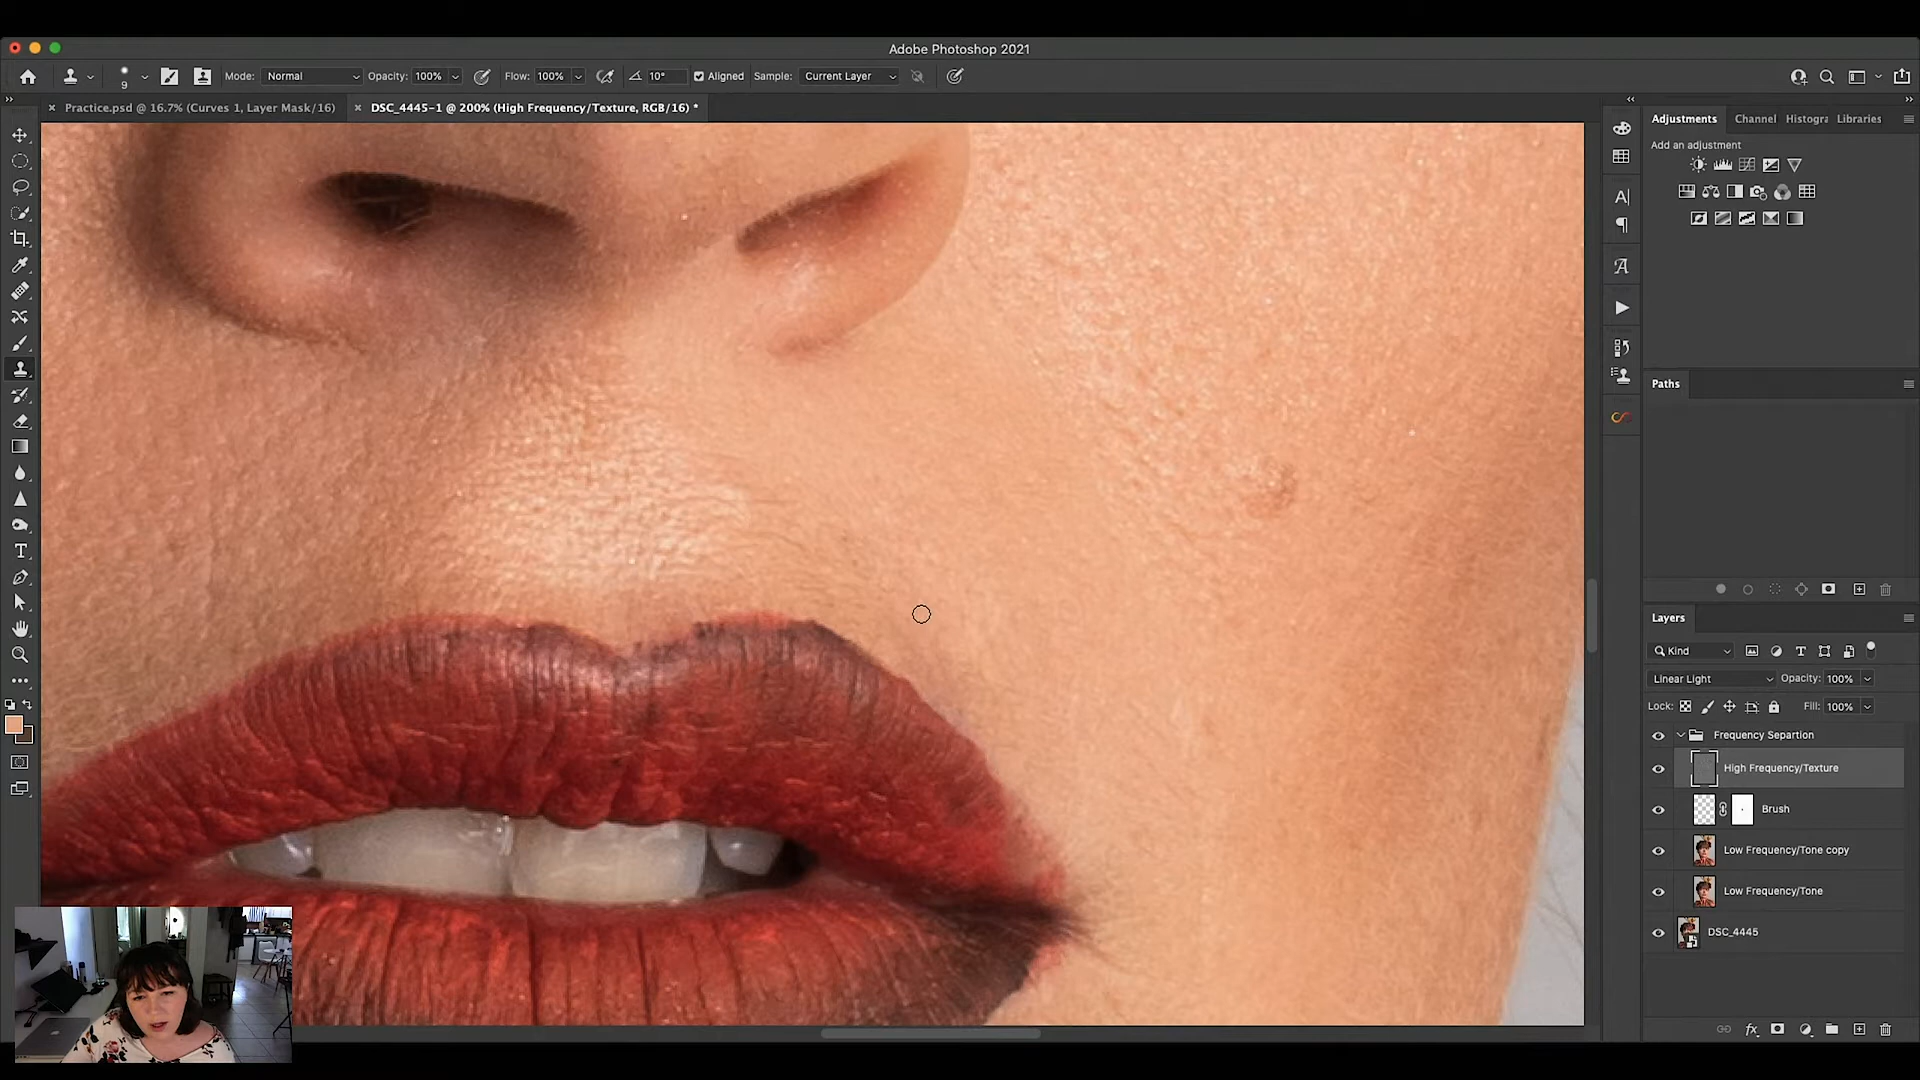 Adobe Photoshop 2021
9 Mode: Normal Opacity: 100% Flow: 100% 10° Aligned Sample: Current Layer
Practice.psd @ 16.7% (Curves 1, Layer Mask/16) DSC_4445-1 @ 200% (High Frequency/Texture, RGB/16) *
Adjustments Channel Histogra Libraries
Add an adjustment
Paths
Layers
Kind
Linear Light Opacity: 100%
Lock: Fill: 100%
Frequency Separtion
High Frequency/Texture
Brush
Low Frequency/Tone copy
Low Frequency/Tone
DSC_4445